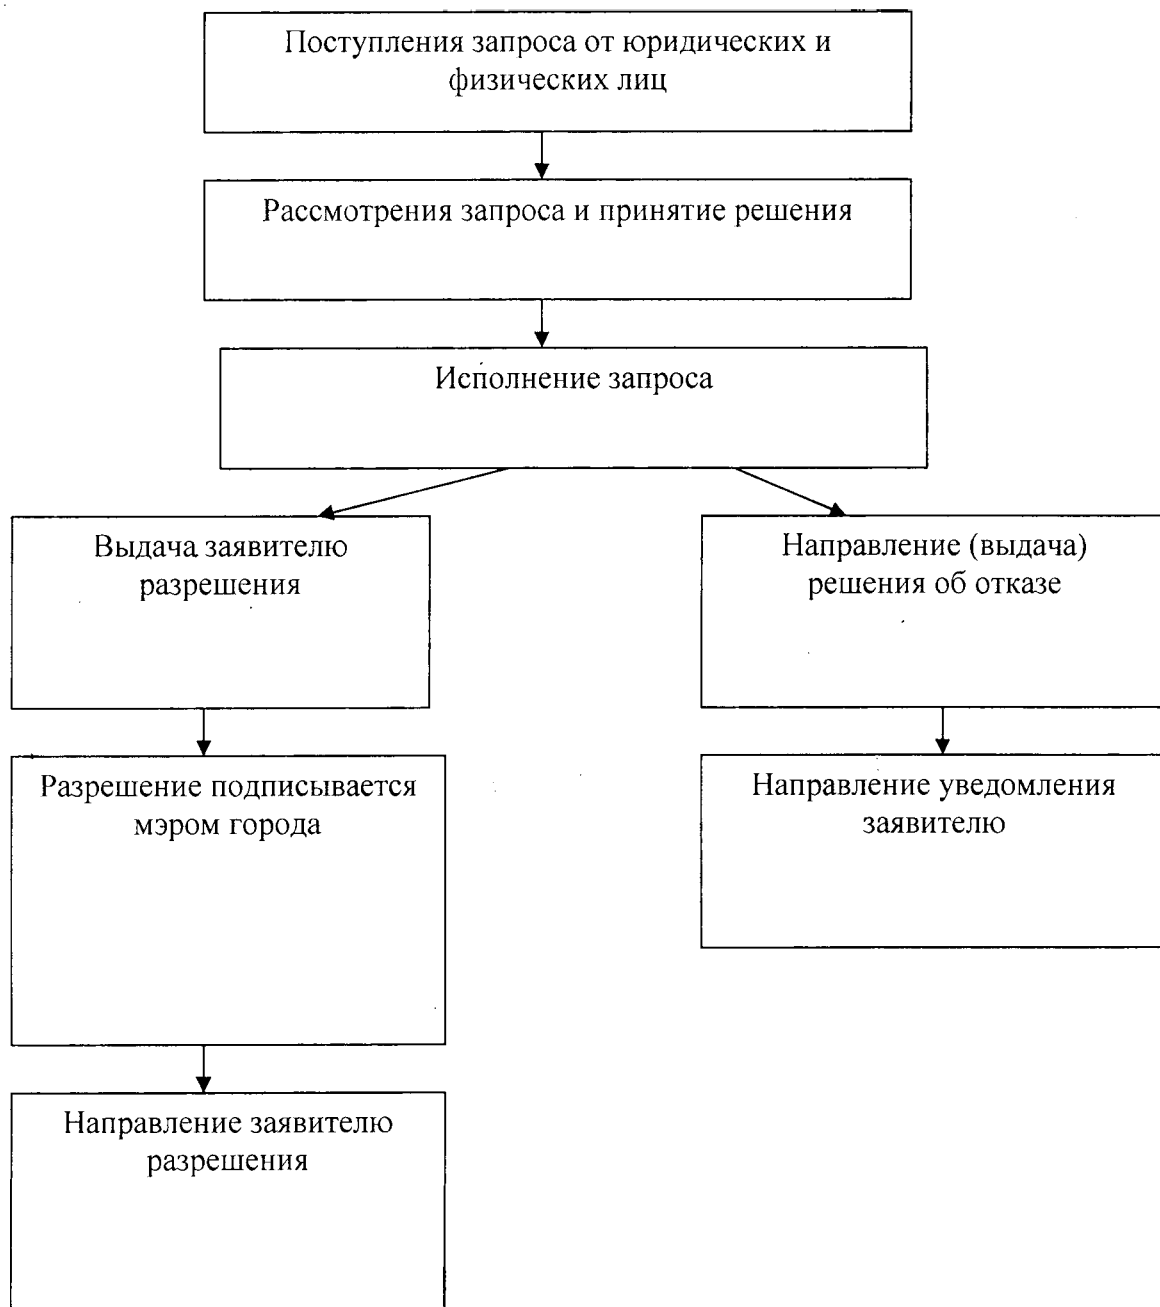 Поступления запроса от юридических и
физических лиц
Рассмотрения запроса и принятие решения
Исполнение запроса
Выдача заявителю
разрешения
Направление (выдача)
решения об отказе
Разрешение подписывается
мэром города
Направление уведомления
заявителю
Направление заявителю
разрешения